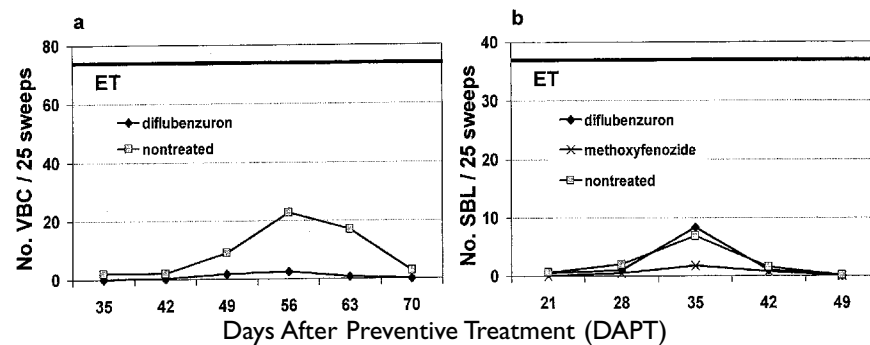 a
No. VBC / 25 sweeps
80
60
40
20
0
ET
diflubenzuron
nontreated
35 42 49 56 63 70
b
No. SBL / 25 sweeps
40
30
20
10
0
ET
diflubenzuron
methoxyfenozide
nontreated
21 28 35 42 49
Days After Preventive Treatment (DAPT)